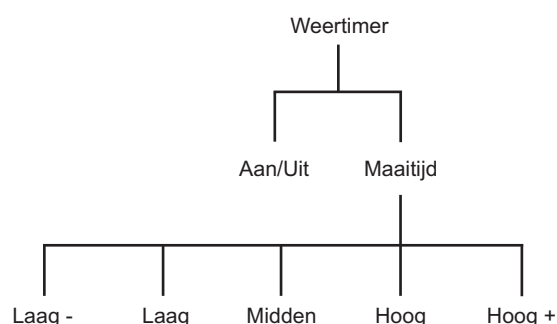 Weertimer
Aan/Uit Maaitijd
Laag - Laag Midden Hoog Hoog +